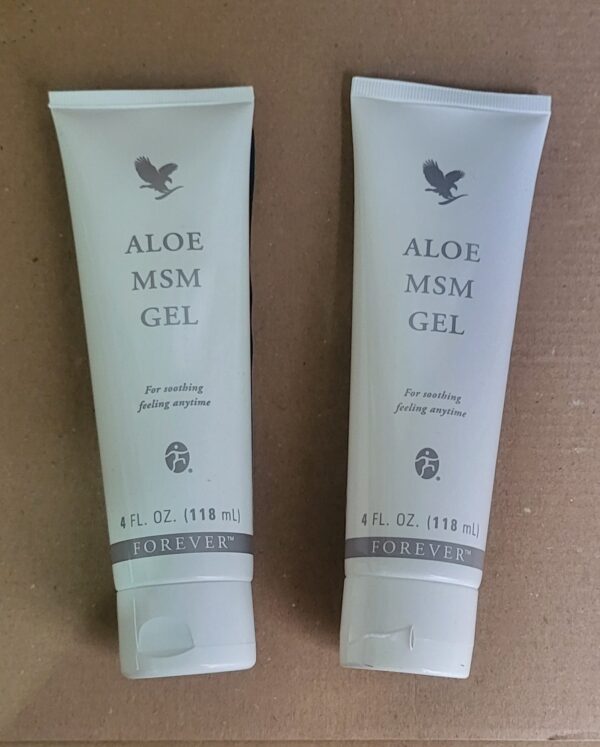 ALOE
MSM
GEL
For soothing
feeling anytime
4 FL. OZ. (118 mL)
FOREVER™
ALOE
MSM
GEL
For soothing
feeling anytime
4 FL. OZ. (118 mL)
FOREVER™